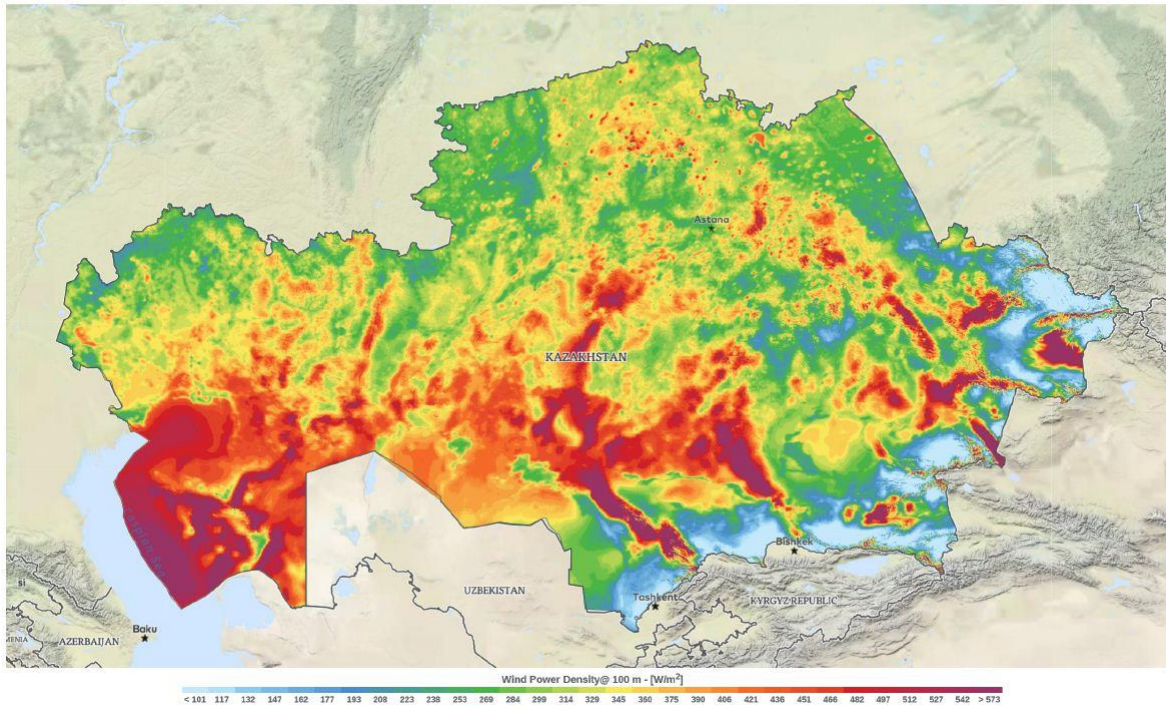 Astana
KAZAKHSTAN
Caspian Sea
Bishkek
si
UZBEKISTAN
Tashkent
KYRGYZ REPUBLIC
Baku
MENIA
AZERBAIJAN
Wind Power Density@ 100 m - [W/m²]
< 101 117 132 147 162 177 193 208 223 238 253 269 284 299 314 329 345 360 375 390 406 421 436 451 466 482 497 512 527 542 > 573